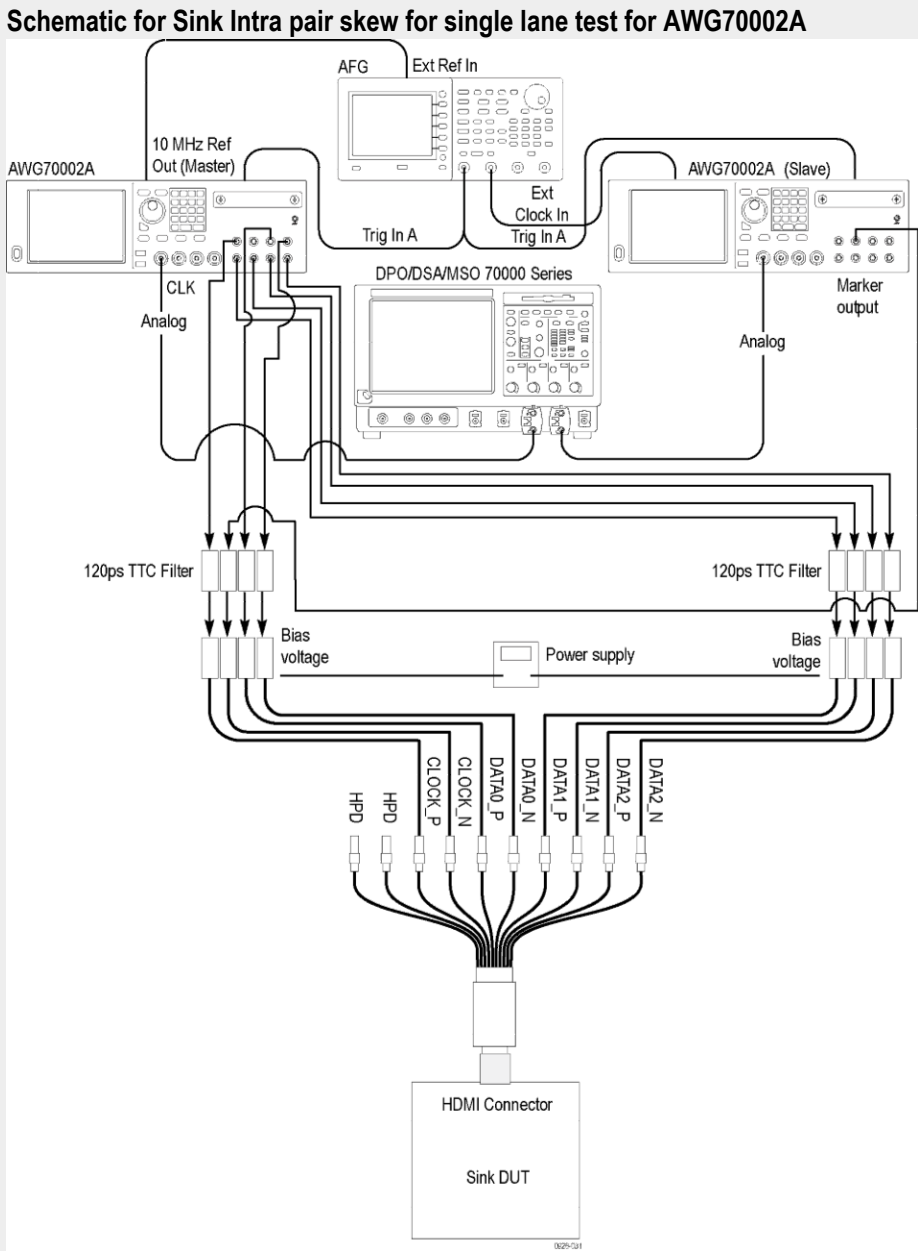 Schematic for Sink Intra pair skew for single lane test for AWG70002A
AFG
Ext Ref In
10 MHz Ref
Out (Master)
AWG70002A
AWG70002A (Slave)
Ext
Clock In
Trig In A
Trig In A
DPO/DSA/MSO 70000 Series
CLK
Analog
Marker
output
Analog
120ps TTC Filter
120ps TTC Filter
Bias
voltage
Power supply
Bias
voltage
HPD
HPD
CLOCK_P
CLOCK_N
DATA0_P
DATA0_N
DATA1_P
DATA1_N
DATA2_P
DATA2_N
HDMI Connector
Sink DUT